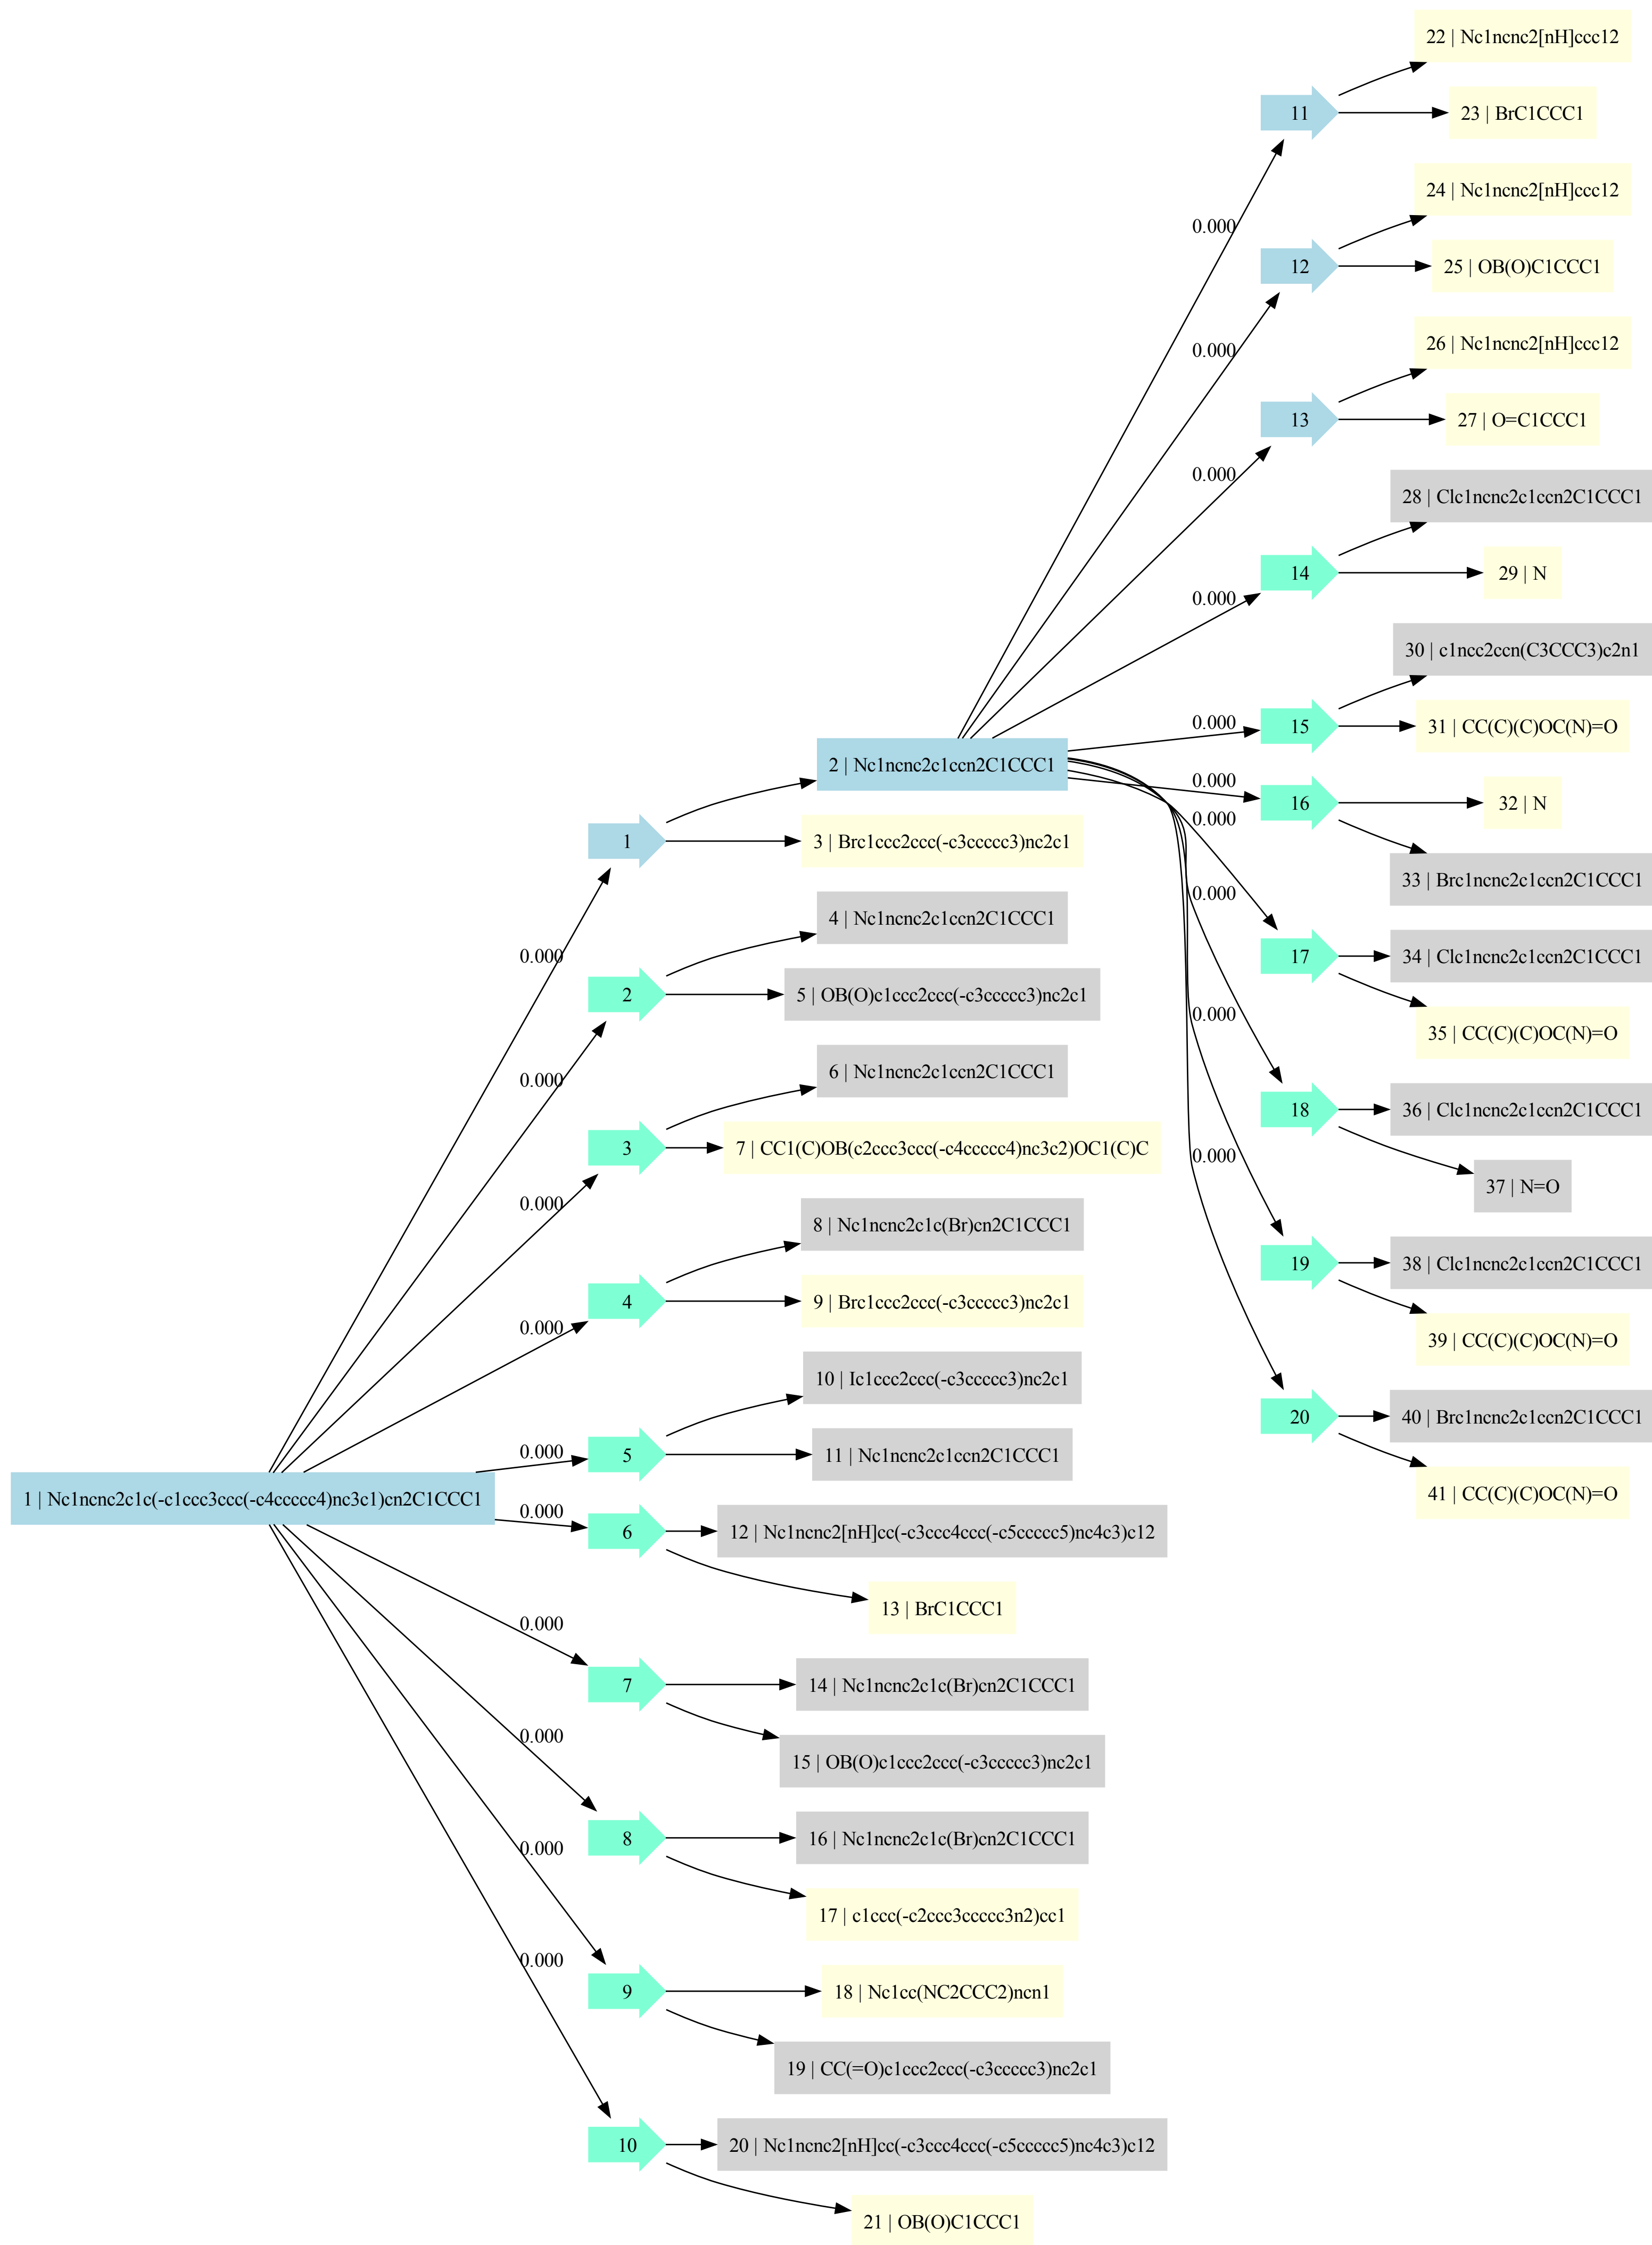 22 | Nc1ncnc2[nH]ccc12
11
23 | BrC1CCC1
24 | Nc1ncnc2[nH]ccc12
0.000
12
25 | OB(O)C1CCC1
26 | Nc1ncnc2[nH]ccc12
0.000
13
27 | O=C1CCC1
0.000
28 | Clc1ncnc2c1ccn2C1CCC1
14
29 | N
0.000
30 | c1ncc2ccn(C3CCC3)c2n1
0.000
15
31 | CC(C)(C)OC(N)=O
2 | Nc1ncnc2c1ccn2C1CCC1
0.000
16
32 | N
0.000
1
3 | Brc1ccc2ccc(-c3ccccc3)nc2c1
33 | Brc1ncnc2c1ccn2C1CCC1
0.000
4 | Nc1ncnc2c1ccn2C1CCC1
0.000
17
34 | Clc1ncnc2c1ccn2C1CCC1
2
5 | OB(O)c1ccc2ccc(-c3ccccc3)nc2c1
0.000
35 | CC(C)(C)OC(N)=O
0.000
6 | Nc1ncnc2c1ccn2C1CCC1
18
36 | Clc1ncnc2c1ccn2C1CCC1
3
7 | CC1(C)OB(c2ccc3ccc(-c4ccccc4)nc3c2)OC1(C)C
0.000
37 | N=O
0.000
8 | Nc1ncnc2c1c(Br)cn2C1CCC1
19
38 | Clc1ncnc2c1ccn2C1CCC1
4
9 | Brc1ccc2ccc(-c3ccccc3)nc2c1
0.000
39 | CC(C)(C)OC(N)=O
10 | Ic1ccc2ccc(-c3ccccc3)nc2c1
20
40 | Brc1ncnc2c1ccn2C1CCC1
0.000
5
11 | Nc1ncnc2c1ccn2C1CCC1
41 | CC(C)(C)OC(N)=O
1 | Nc1ncnc2c1c(-c1ccc3ccc(-c4ccccc4)nc3c1)cn2C1CCC1
0.000
6
12 | Nc1ncnc2[nH]cc(-c3ccc4ccc(-c5ccccc5)nc4c3)c12
13 | BrC1CCC1
0.000
7
14 | Nc1ncnc2c1c(Br)cn2C1CCC1
0.000
15 | OB(O)c1ccc2ccc(-c3ccccc3)nc2c1
8
16 | Nc1ncnc2c1c(Br)cn2C1CCC1
0.000
17 | c1ccc(-c2ccc3ccccc3n2)cc1
0.000
9
18 | Nc1cc(NC2CCC2)ncn1
19 | CC(=O)c1ccc2ccc(-c3ccccc3)nc2c1
10
20 | Nc1ncnc2[nH]cc(-c3ccc4ccc(-c5ccccc5)nc4c3)c12
21 | OB(O)C1CCC1